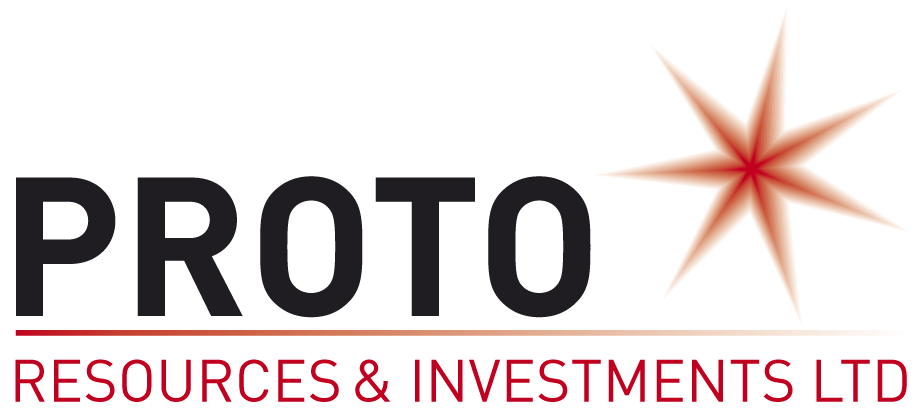 PROTO
RESOURCES & INVESTMENTS LTD